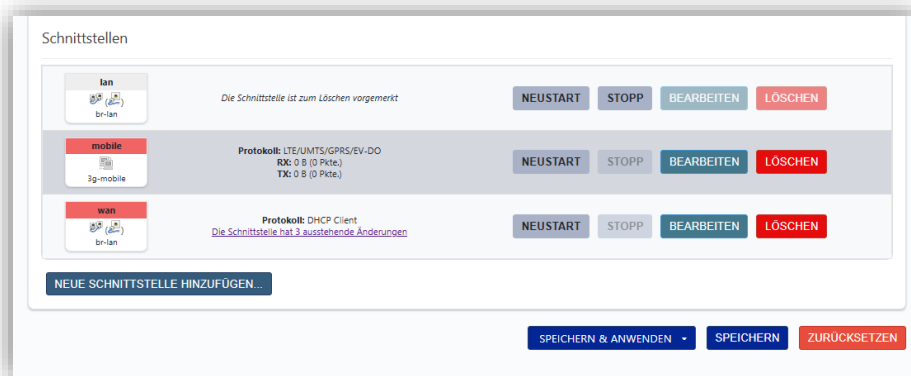 Schnittstellen
lan
br-lan
Die Schnittstelle ist zum Löschen vorgemerkt
NEUSTART STOPP BEARBEITEN LÖSCHEN
mobile
3g-mobile
Protokoll: LTE/UMTS/GPRS/EV-DO
RX: 0 B (0 Pkte.)
TX: 0 B (0 Pkte.)
NEUSTART STOPP BEARBEITEN LÖSCHEN
wan
br-lan
Protokoll: DHCP Client
Die Schnittstelle hat 3 ausstehende Änderungen
NEUSTART STOPP BEARBEITEN LÖSCHEN
NEUE SCHNITTSTELLE HINZUFÜGEN...
SPEICHERN & ANWENDEN SPEICHERN ZURÜCKSETZEN